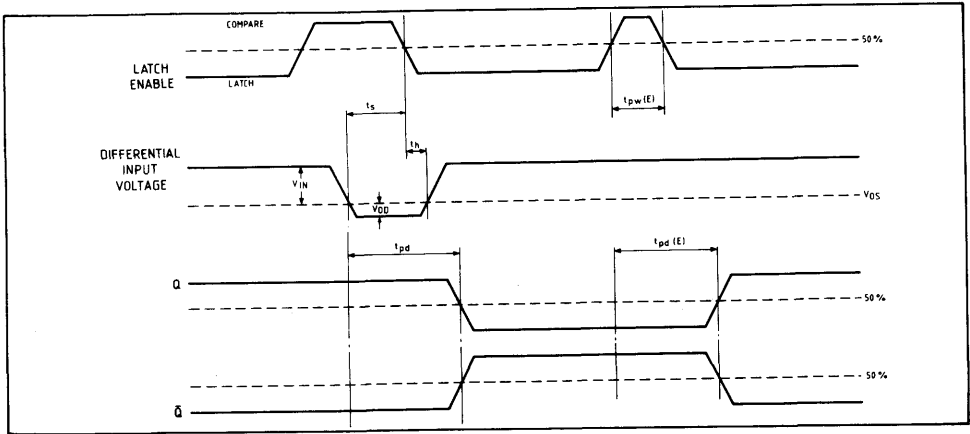 COMPARE
50%
LATCH
ENABLE
LATCH
ts
tpw(E)
th
DIFFERENTIAL
INPUT
VOLTAGE
VIN
VOD
VOS
tpd
tpd(E)
Q
50%
50%
Q̄